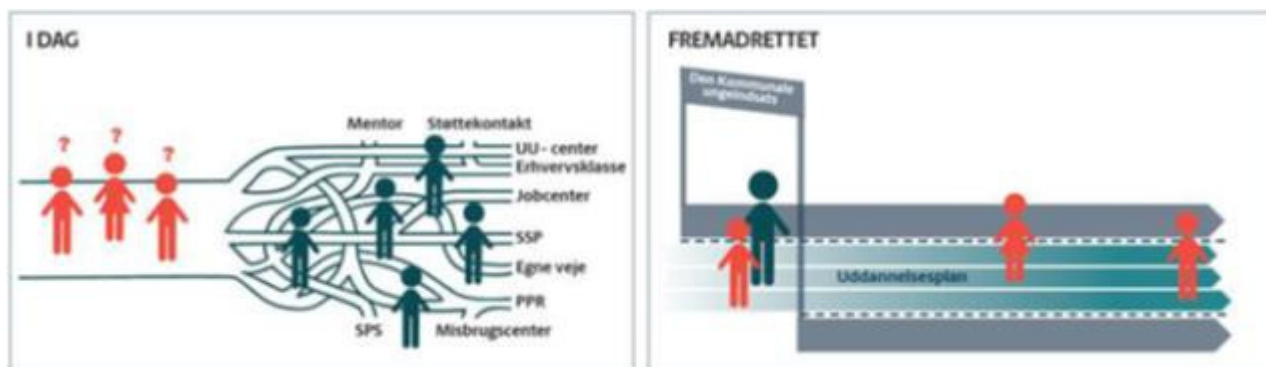 I DAG
?
?
?
Mentor Støttekontakt
UU - center
Erhvervsklasse
Jobcenter
SSP
Egne veje
PPR
SPS Misbrugscenter
FREMADRETTET
Den Kommunale
ungeindsats
Uddannelsesplan